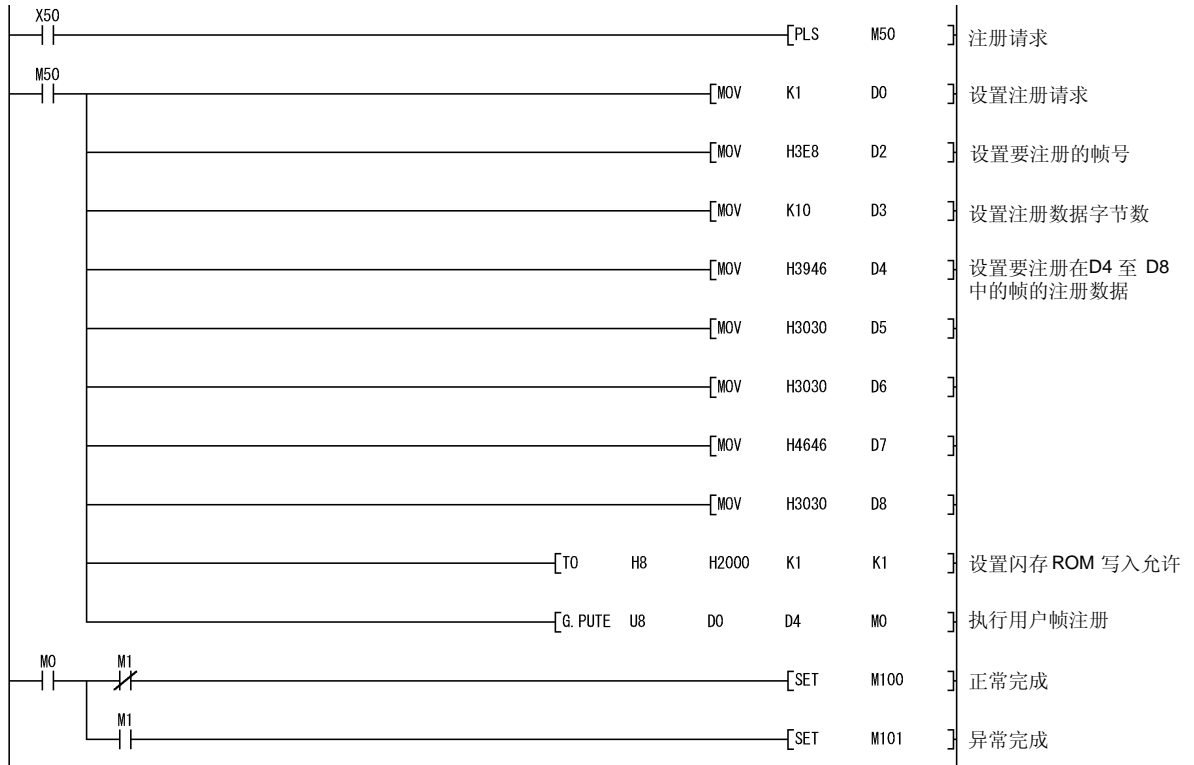 X50
[PLS M50 ] 注册请求
M50
[MOV K1 D0 ] 设置注册请求
[MOV H3E8 D2 ] 设置要注册的帧号
[MOV K10 D3 ] 设置注册数据字节数
[MOV H3946 D4 ] 设置要注册在D4 至 D8
中的帧的注册数据
[MOV H3030 D5 ]
[MOV H3030 D6 ]
[MOV H4646 D7 ]
[MOV H3030 D8 ]
[TO H8 H2000 K1 K1 ] 设置闪存 ROM 写入允许
[G. PUTE U8 D0 D4 M0 ] 执行用户帧注册
M0 M1
[SET M100 ] 正常完成
M1
[SET M101 ] 异常完成